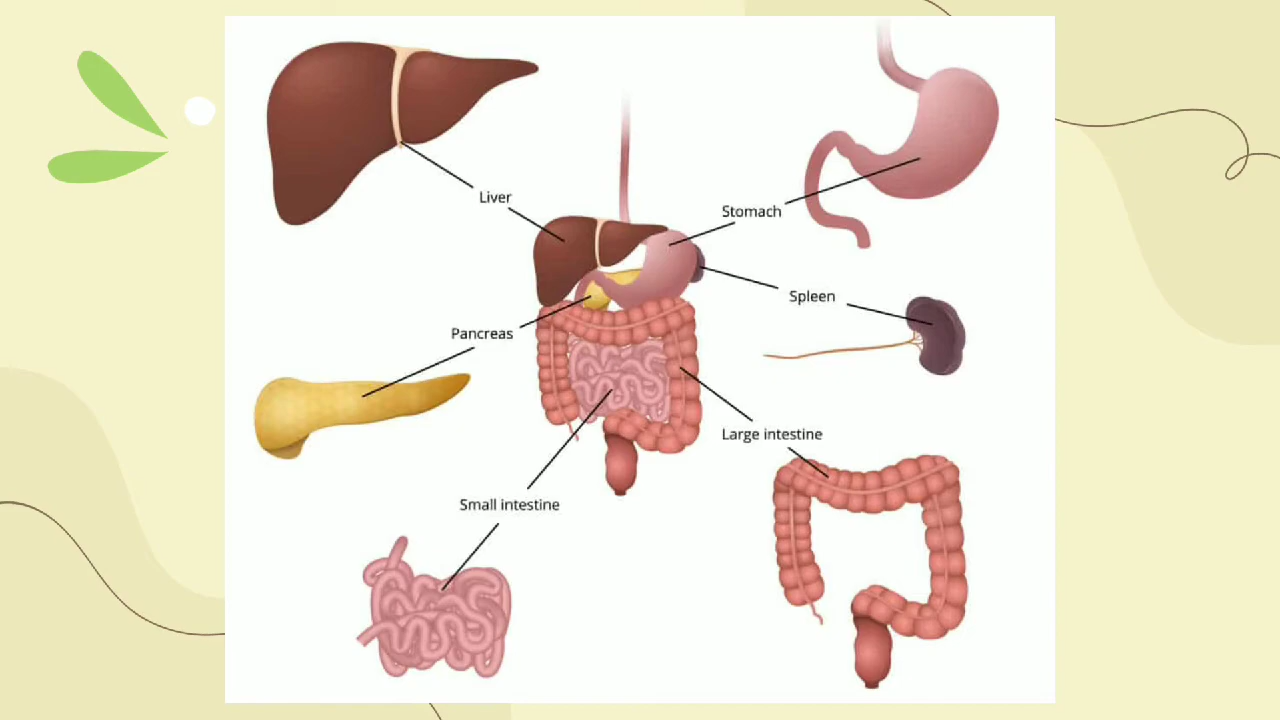 Liver
Stomach
Spleen
Pancreas
Large intestine
Small intestine